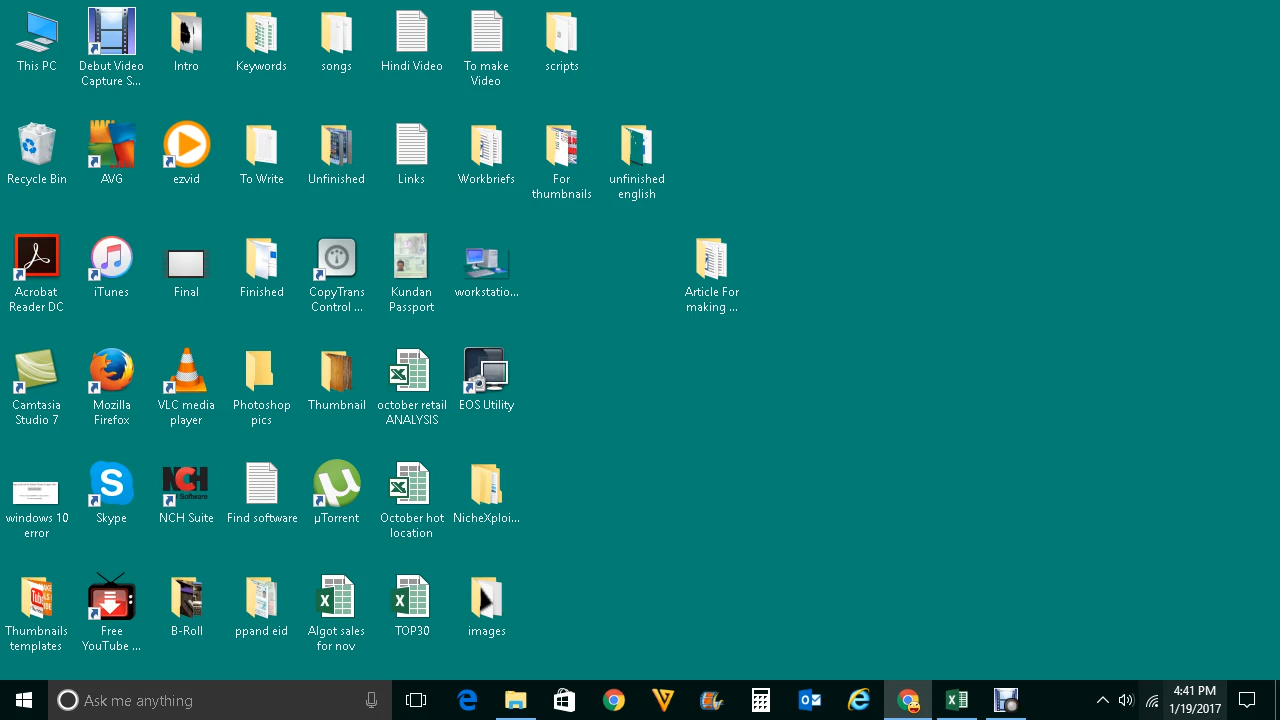 This PC
Debut Video
Capture S...
Intro
Keywords
songs
Hindi Video
To make
Video
scripts
Recycle Bin
AVG
ezvid
To Write
Unfinished
Links
Workbriefs
For
thumbnails
unfinished
english
Acrobat
Reader DC
iTunes
Final
Finished
CopyTrans
Control ...
Kundan
Passport
workstatio...
Article For
making ...
Camtasia
Studio 7
Mozilla
Firefox
VLC media
player
Photoshop
pics
Thumbnail
october retail
ANALYSIS
EOS Utility
windows 10
error
Skype
NCH
NCH Suite
Find software
µTorrent
October hot
location
NicheXploi...
Thumbnails
templates
Free
YouTube ...
B-Roll
ppand eid
Algot sales
for nov
TOP30
images
Ask me anything
4:41 PM
1/19/2017